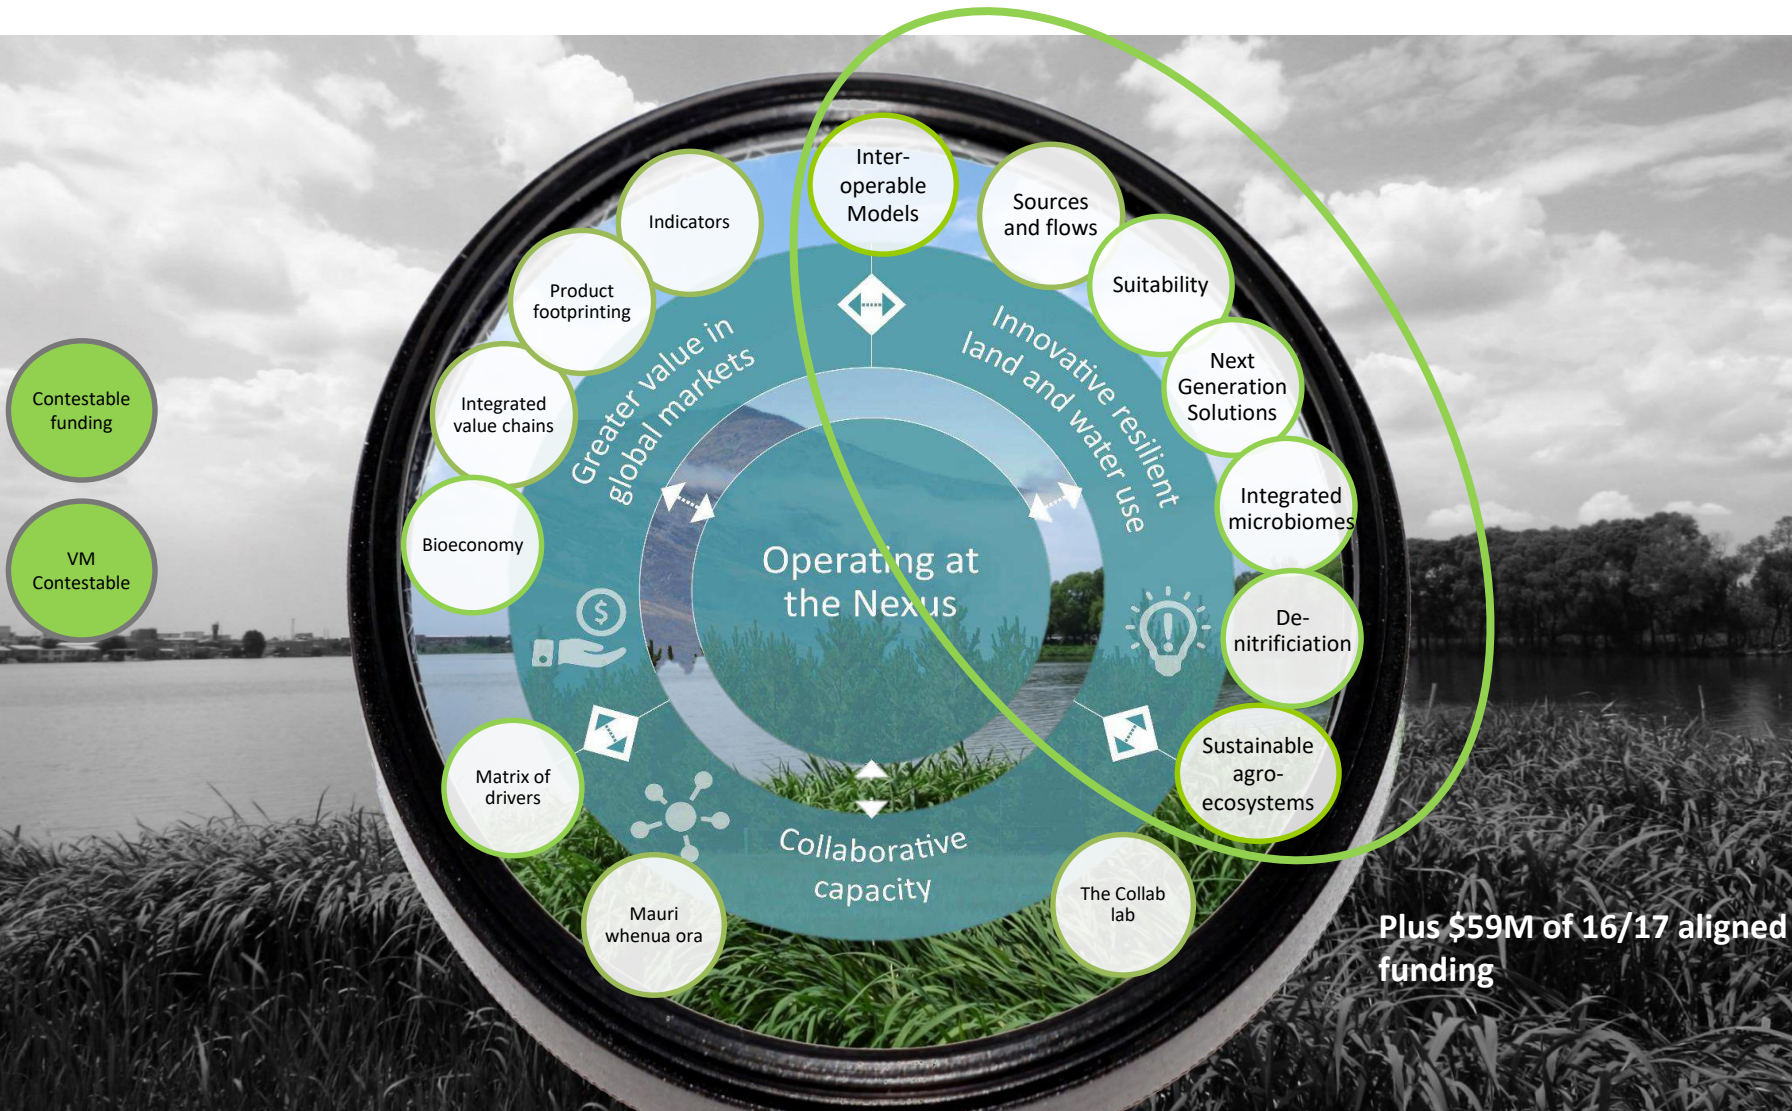 Inter-
operable
Models
Sources
and flows
Indicators
Suitability
Product
footprinting
Next
Generation
Solutions
Integrated
value chains
Contestable
funding
Greater value in
global markets
Innovative resilient
land and water use
Integrated
microbiomes
Bioeconomy
VM
Contestable
Operating at
the Nexus
$
De-
nitrificiation
Sustainable
agro-
ecosystems
Matrix of
drivers
Collaborative
capacity
The Collab
lab
Mauri
whenua ora
Plus $59M of 16/17 aligned
funding